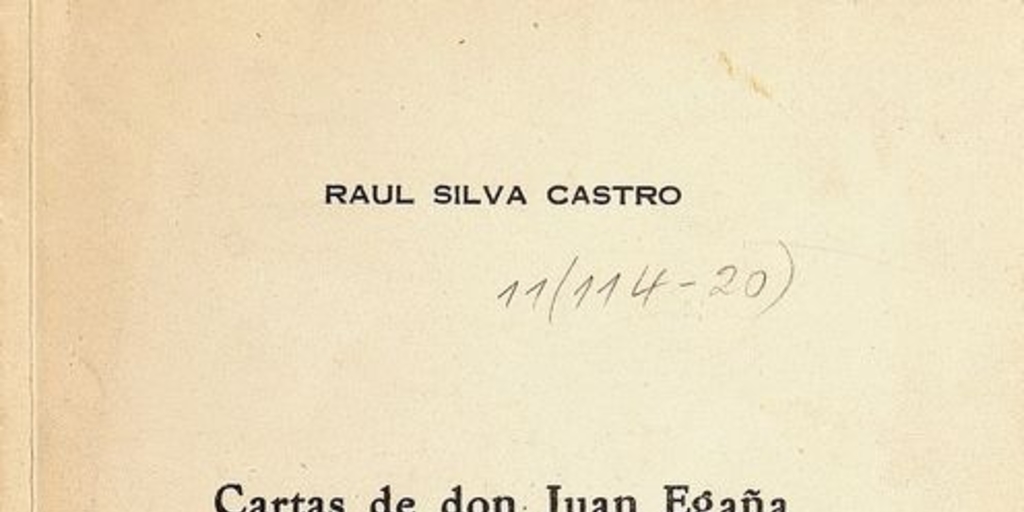 RAUL SILVA CASTRO
11(114-20)
Cartas de don Juan Egaña